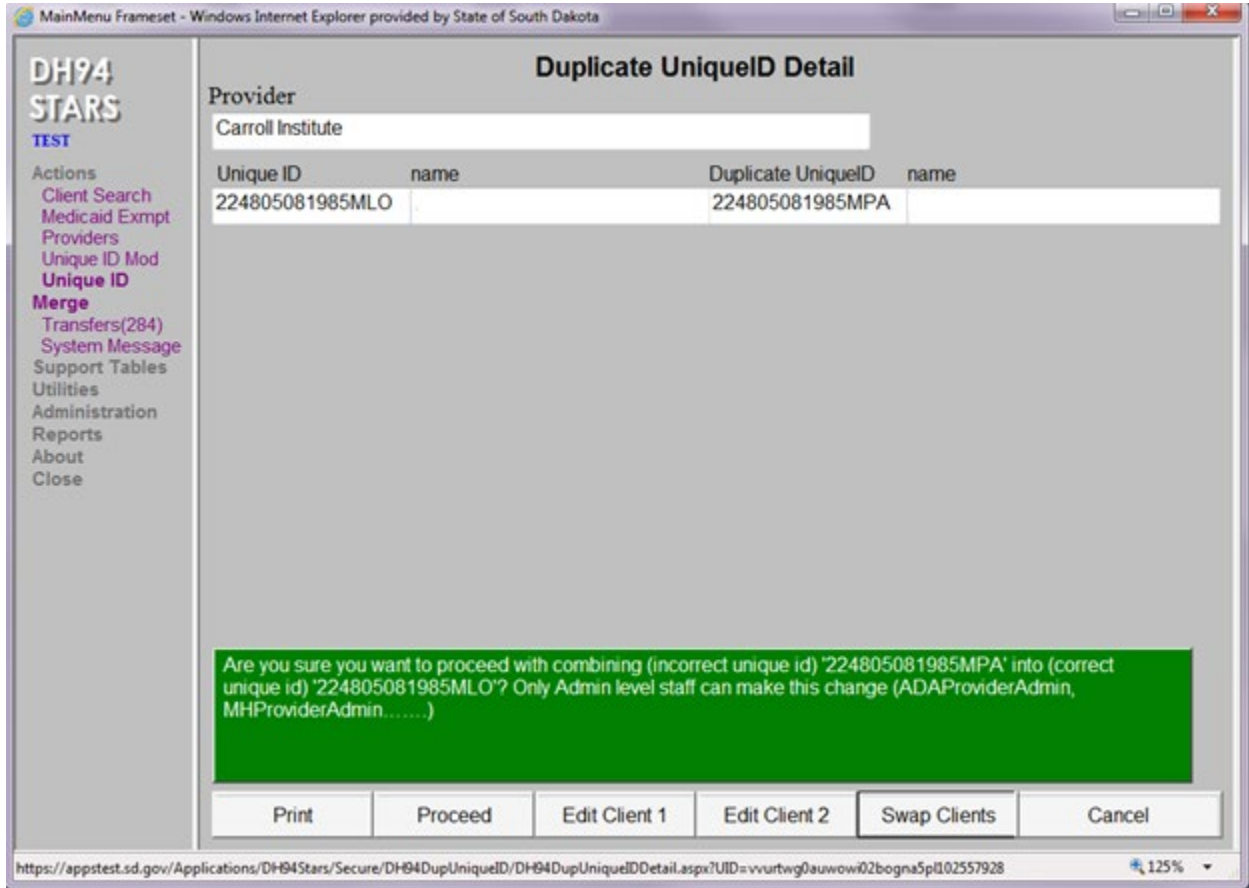 MainMenu Frameset - Windows Internet Explorer provided by State of South Dakota
DH94
STARS
TEST
Actions
Client Search
Medicaid Exmpt
Providers
Unique ID Mod
Unique ID
Merge
Transfers(284)
System Message
Support Tables
Utilities
Administration
Reports
About
Close
Duplicate UniqueID Detail
Provider
Carroll Institute
Unique ID name Duplicate UniqueID name
224805081985MLO 224805081985MPA
Are you sure you want to proceed with combining (incorrect unique id) '224805081985MPA' into (correct
unique id) '224805081985MLO'? Only Admin level staff can make this change (ADAProviderAdmin,
MHProviderAdmin.......)
Print Proceed Edit Client 1 Edit Client 2 Swap Clients Cancel
https://appstest.sd.gov/Applications/DH94Stars/Secure/DH94DupUniqueID/DH94DupUniqueIDDetail.aspx?UID=vvurtwg0auwowi02bogna5pl102557928 125%